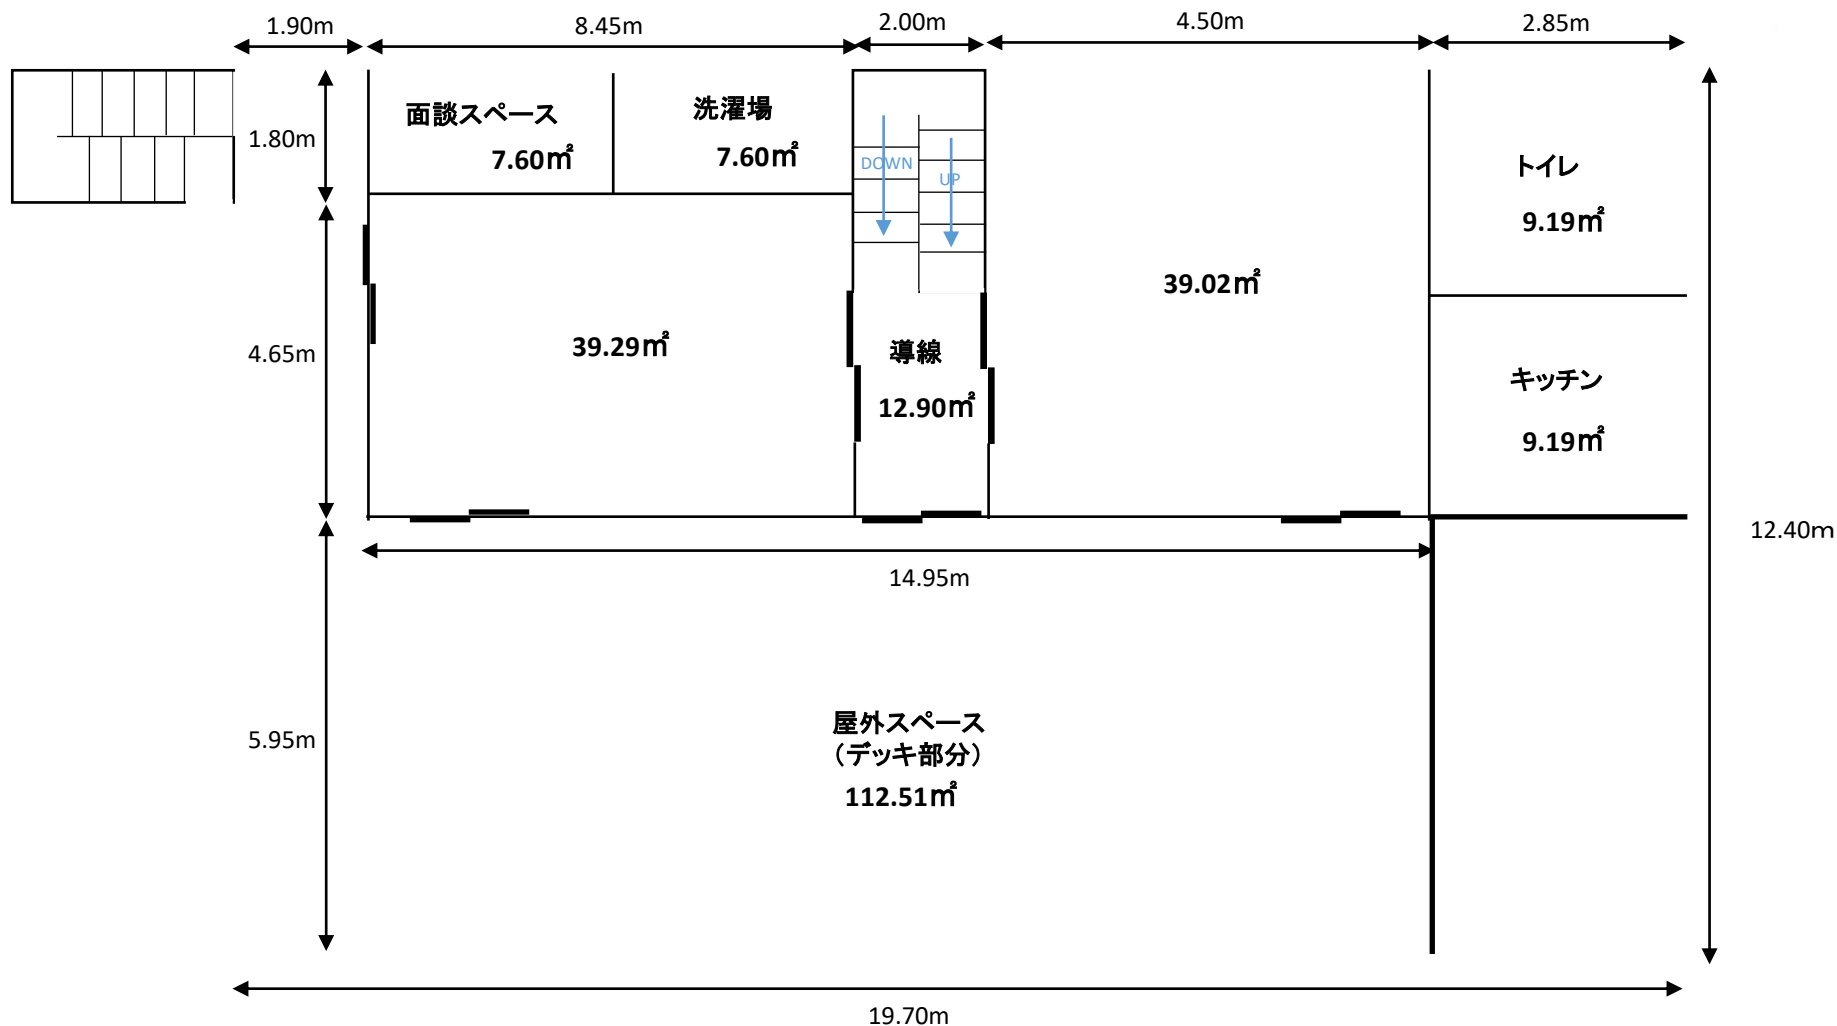 1.90m
8.45m
2.00m
4.50m
2.85m
面談スペース
7.60㎡
洗濯場
7.60㎡
1.80m
DOWN
UP
トイレ
9.19㎡
39.02㎡
4.65m
39.29㎡
導線
12.90㎡
キッチン
9.19㎡
12.40m
14.95m
5.95m
屋外スペース
（デッキ部分）
112.51㎡
19.70m